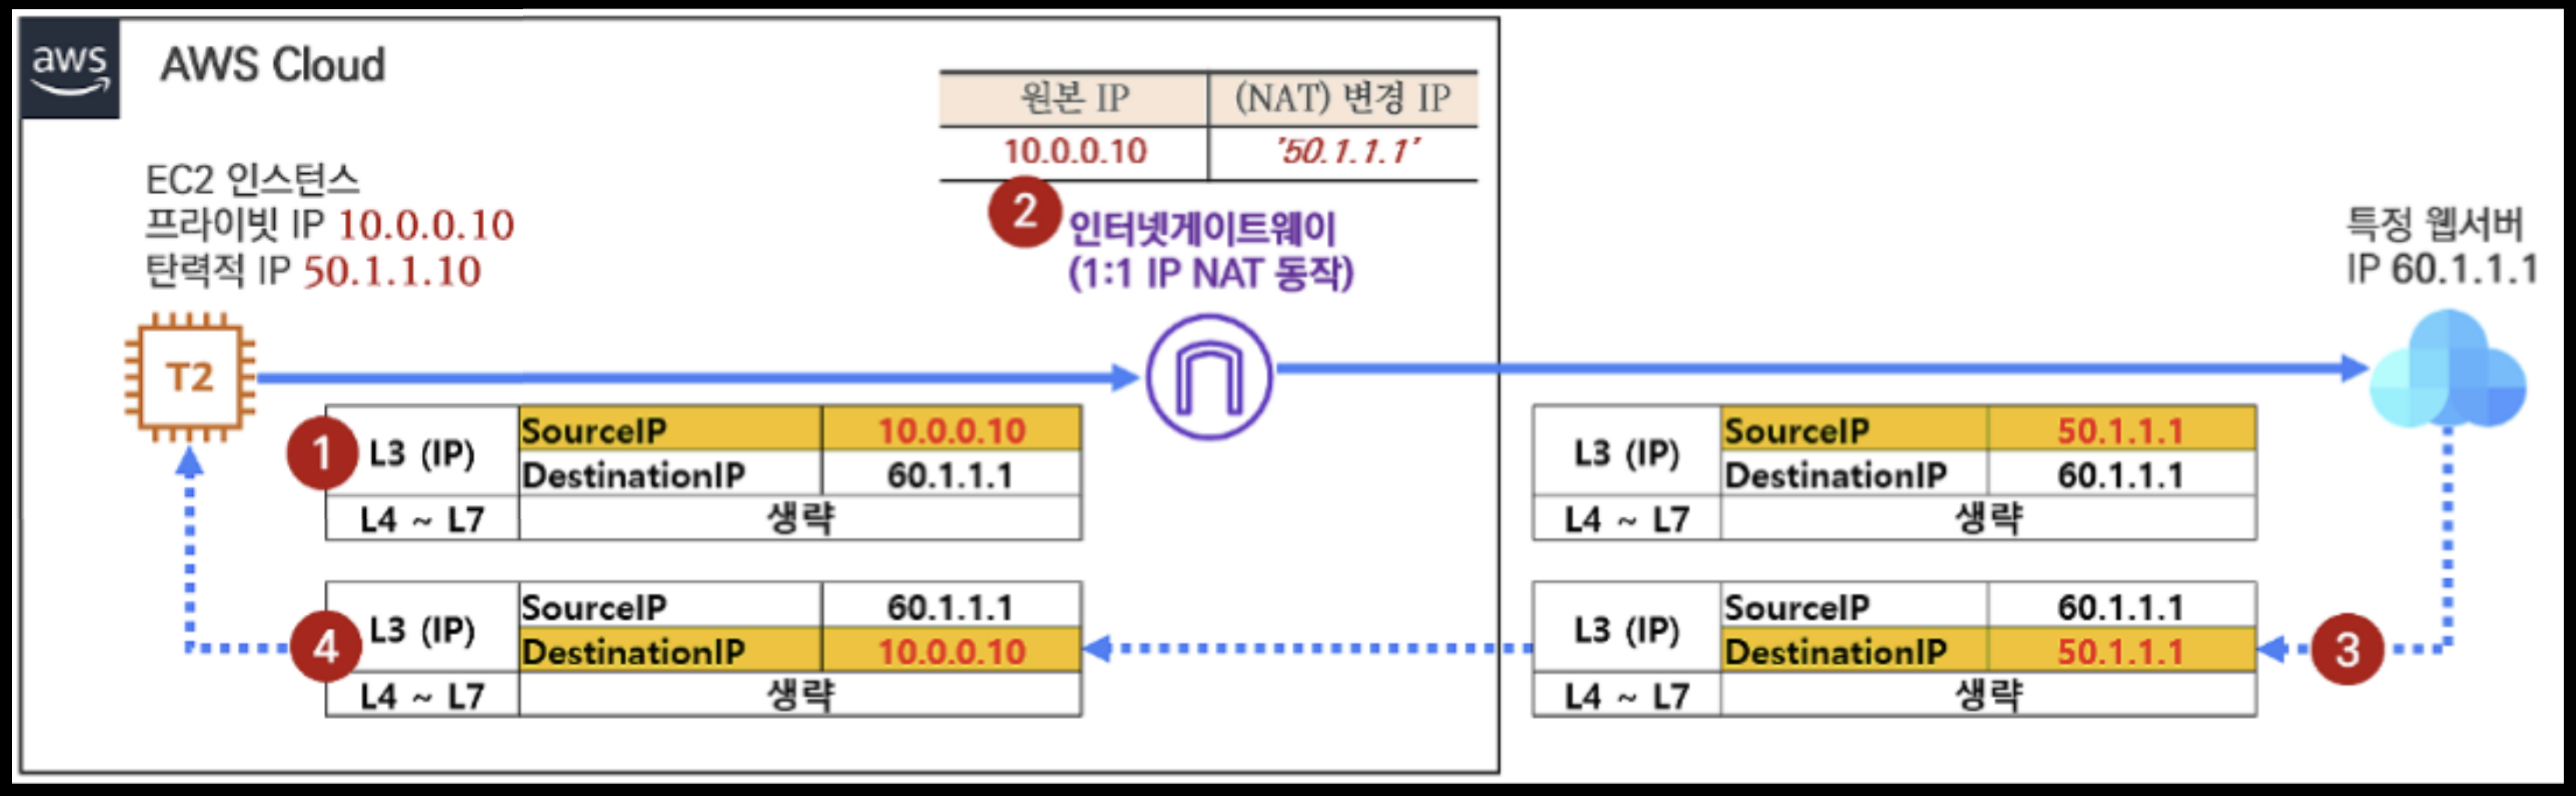 aws
AWS Cloud
원본 IP (NAT) 변경 IP
10.0.0.10 '50.1.1.1'
EC2 인스턴스
프라이빗 IP 10.0.0.10
탄력적 IP 50.1.1.10
2
인터넷게이트웨이
(1:1 IP NAT 동작)
특정 웹서버
IP 60.1.1.1
T2
1
L3 (IP)
SourceIP 10.0.0.10
DestinationIP 60.1.1.1
L4 ~ L7 생략
L3 (IP)
SourceIP 50.1.1.1
DestinationIP 60.1.1.1
L4 ~ L7 생략
4
L3 (IP)
SourceIP 60.1.1.1
DestinationIP 10.0.0.10
L4 ~ L7 생략
L3 (IP)
SourceIP 60.1.1.1
DestinationIP 50.1.1.1
L4 ~ L7 생략
3